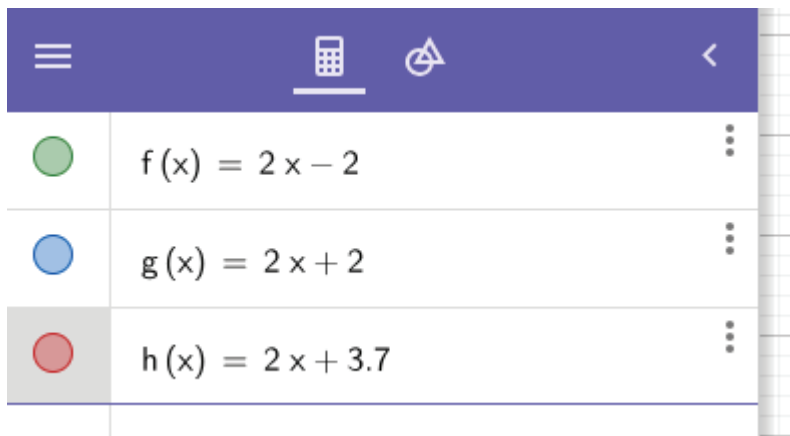 f(x) = 2x – 2
g(x) = 2x + 2
h(x) = 2x + 3.7